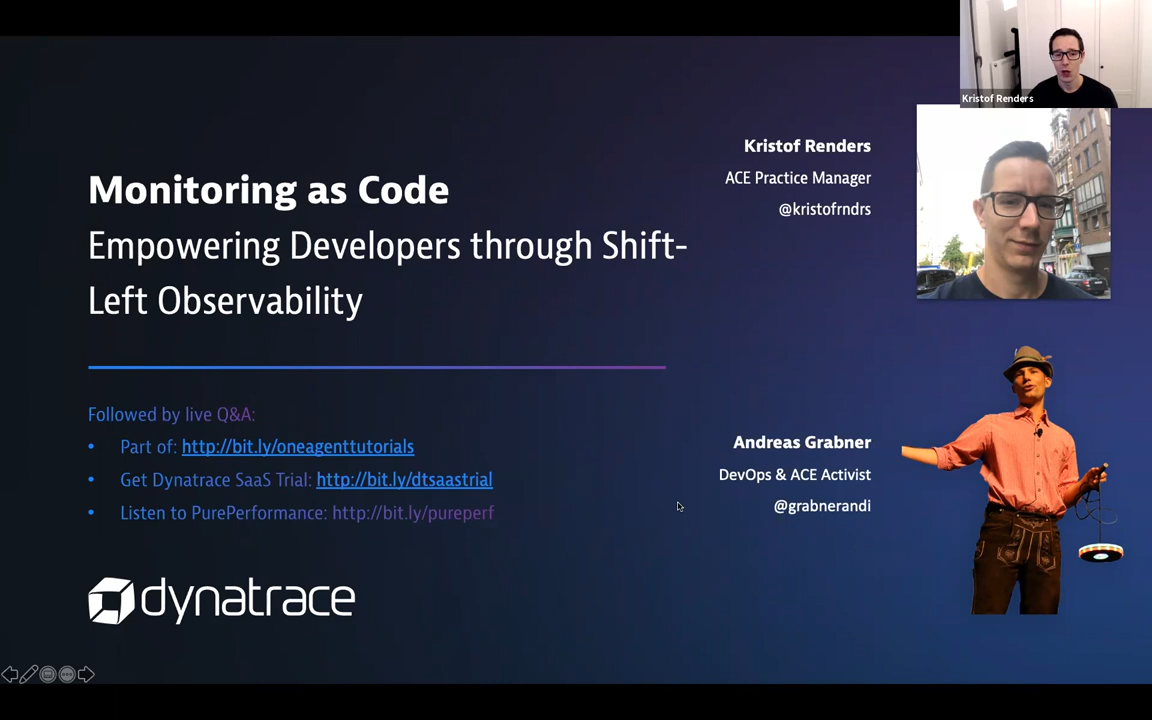 Kristof Renders
Kristof Renders
ACE Practice Manager
@kristofrndrs
Monitoring as Code
Empowering Developers through Shift-
Left Observability
Followed by live Q&A:
• Part of: http://bit.ly/oneagenttutorials
• Get Dynatrace SaaS Trial: http://bit.ly/dtsaastrial
• Listen to PurePerformance: http://bit.ly/pureperf
Andreas Grabner
DevOps & ACE Activist
@grabnerandi
dynatrace